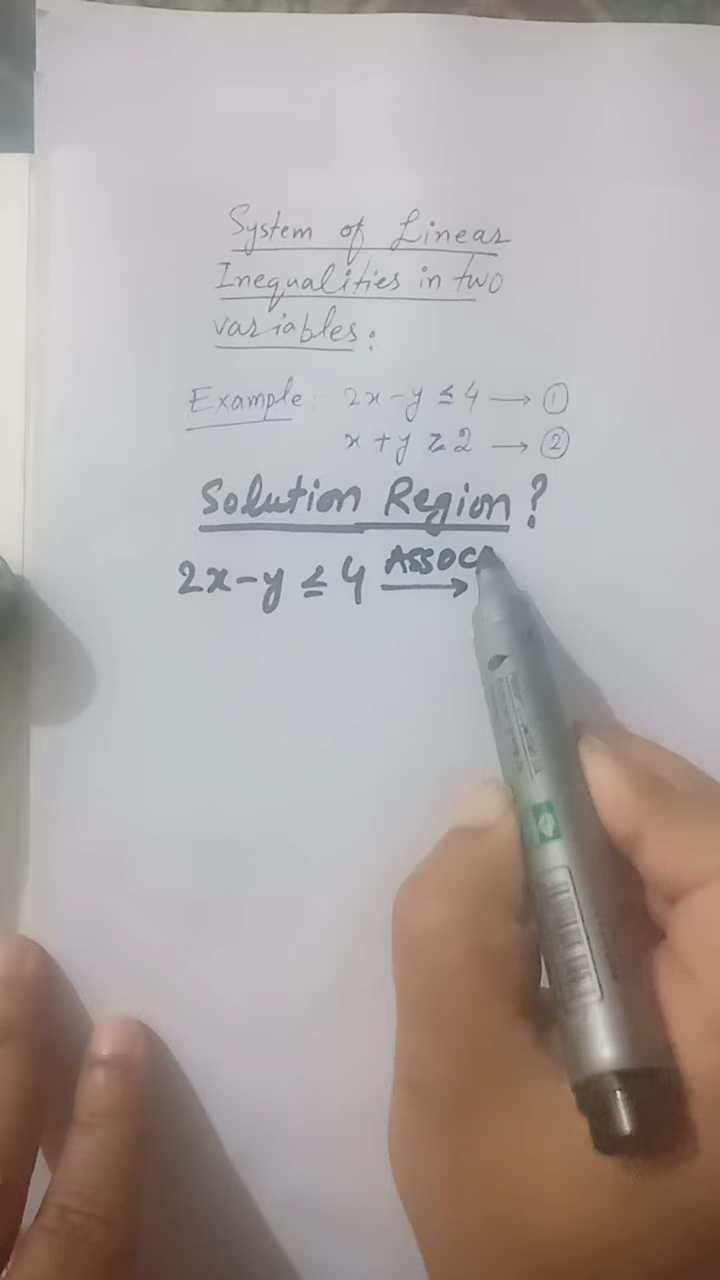 System of Linear
Inequalities in two
variables:
Example: 2x-y ≤ 4 → ①
x + y ≥ 2 → ②
Solution Region?
2x-y ≤ 4 Assoc →